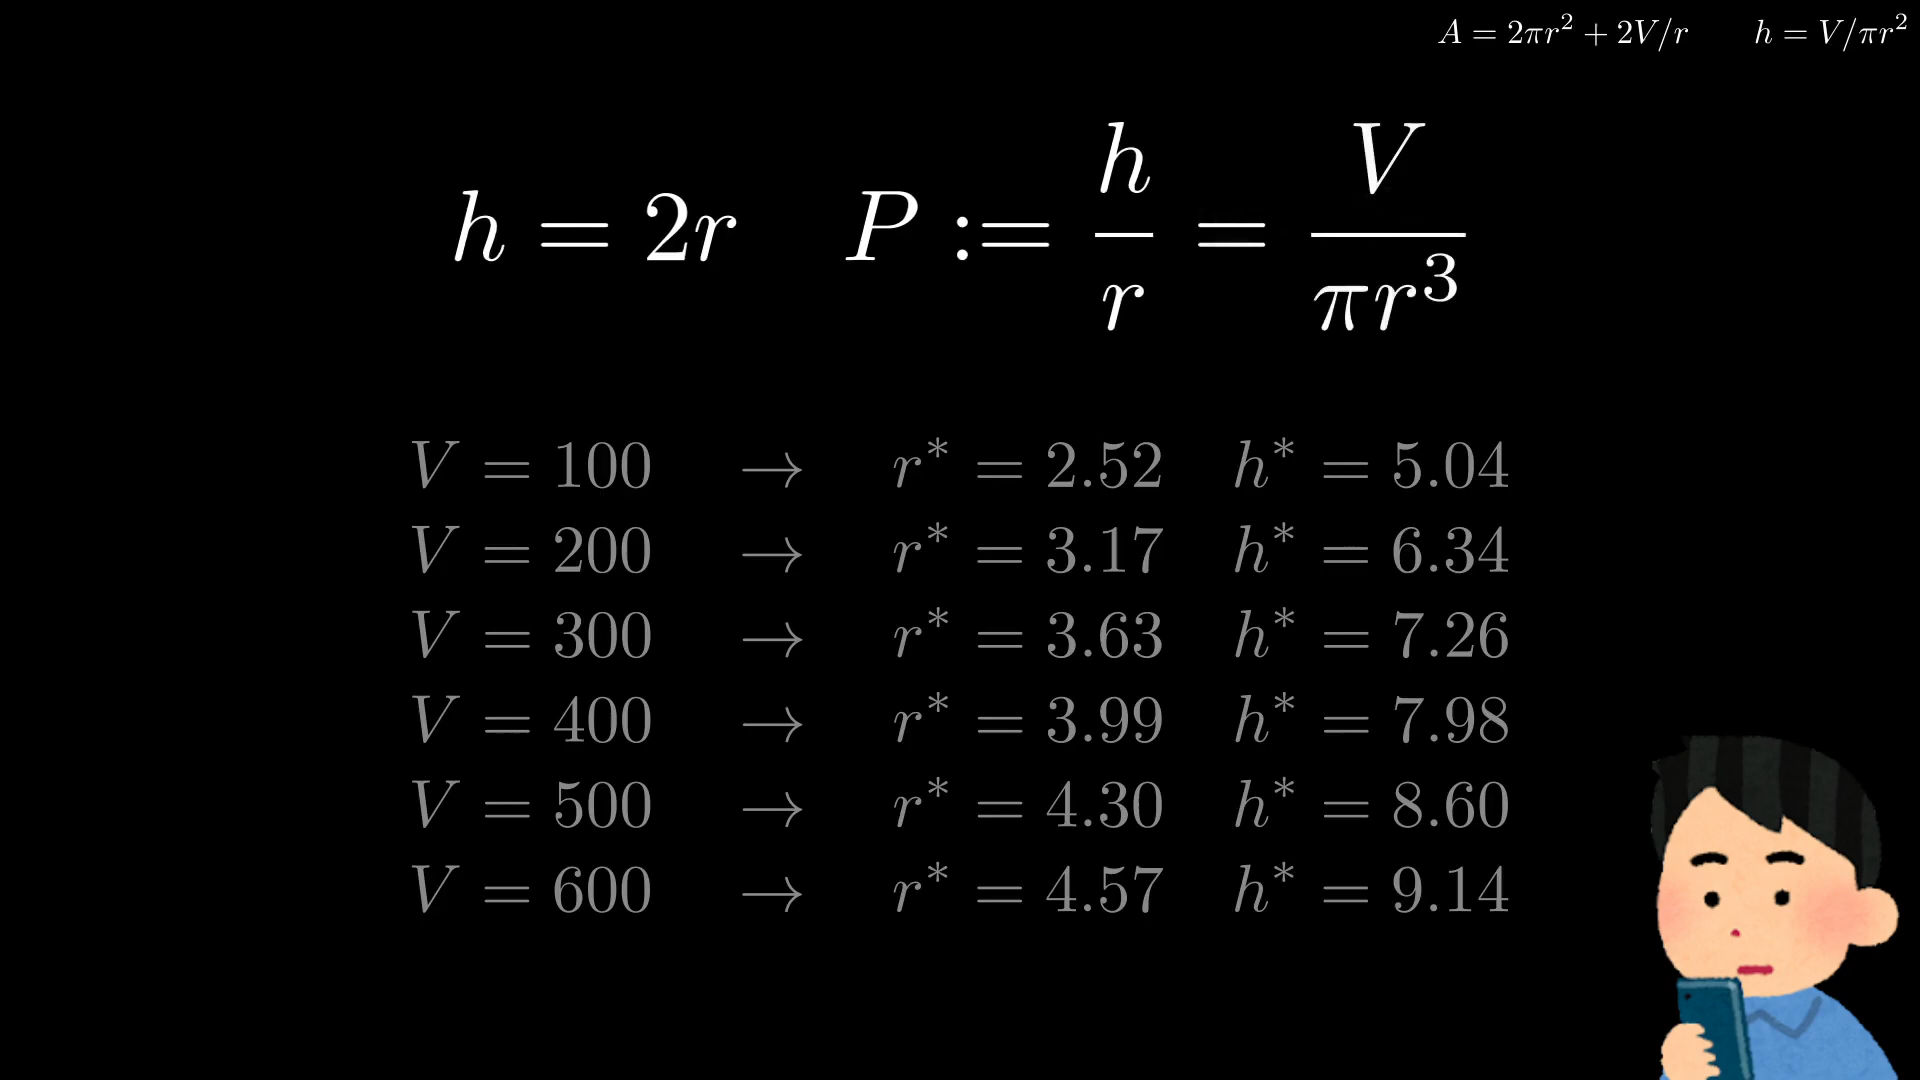 A = 2πr² + 2V/r h = V/πr²
h = 2r P := h/r = V/πr³
V = 100 → r* = 2.52 h* = 5.04
V = 200 → r* = 3.17 h* = 6.34
V = 300 → r* = 3.63 h* = 7.26
V = 400 → r* = 3.99 h* = 7.98
V = 500 → r* = 4.30 h* = 8.60
V = 600 → r* = 4.57 h* = 9.14